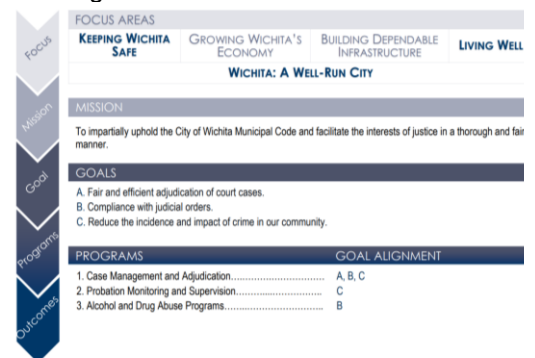 FOCUS AREAS
KEEPING WICHITA SAFE
GROWING WICHITA'S ECONOMY
BUILDING DEPENDABLE INFRASTRUCTURE
LIVING WELL
WICHITA: A WELL-RUN CITY
MISSION
To impartially uphold the City of Wichita Municipal Code and facilitate the interests of justice in a thorough and fair
manner.
GOALS
A. Fair and efficient adjudication of court cases.
B. Compliance with judicial orders.
C. Reduce the incidence and impact of crime in our community.
PROGRAMS GOAL ALIGNMENT
1. Case Management and Adjudication................................ A, B, C
2. Probation Monitoring and Supervision............................ C
3. Alcohol and Drug Abuse Programs................................ B
Focus
Mission
Goal
Programs
Outcomes